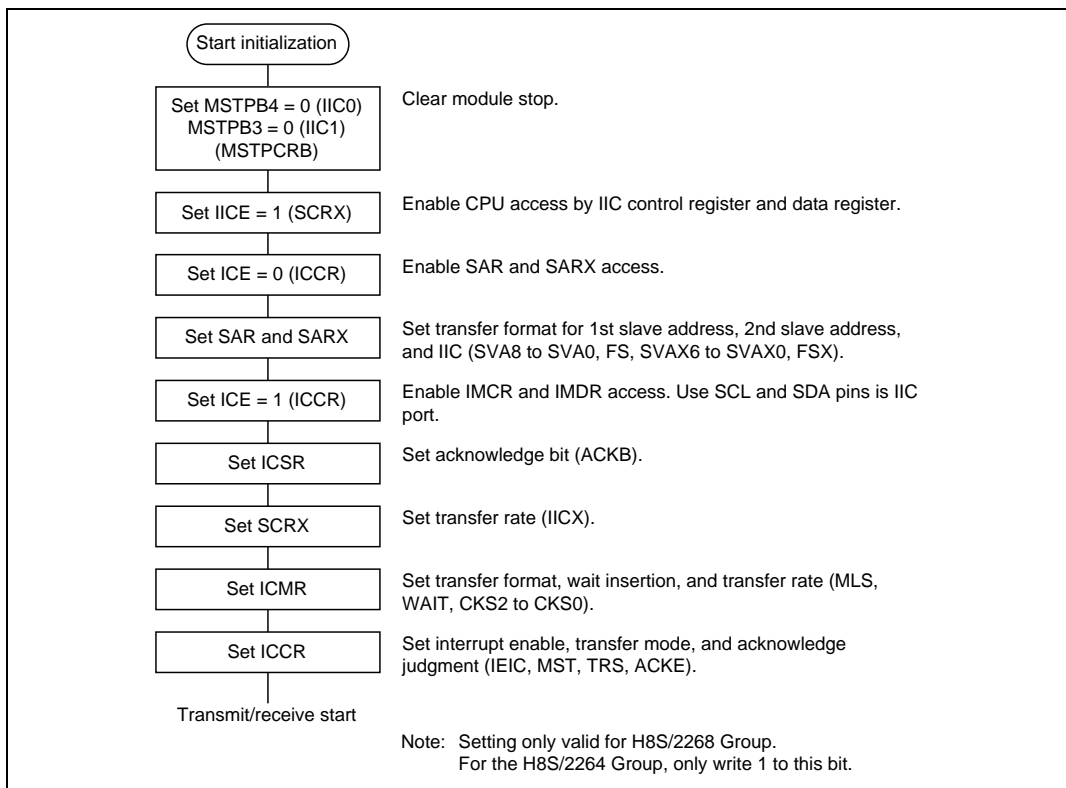 Start initialization
Set MSTPB4 = 0 (IIC0)
MSTPB3 = 0 (IIC1)
(MSTPCRB)
Clear module stop.
Set IICE = 1 (SCRX)
Enable CPU access by IIC control register and data register.
Set ICE = 0 (ICCR)
Enable SAR and SARX access.
Set SAR and SARX
Set transfer format for 1st slave address, 2nd slave address,
and IIC (SVA8 to SVA0, FS, SVAX6 to SVAX0, FSX).
Set ICE = 1 (ICCR)
Enable IMCR and IMDR access. Use SCL and SDA pins is IIC
port.
Set ICSR
Set acknowledge bit (ACKB).
Set SCRX
Set transfer rate (IICX).
Set ICMR
Set transfer format, wait insertion, and transfer rate (MLS,
WAIT, CKS2 to CKS0).
Set ICCR
Set interrupt enable, transfer mode, and acknowledge
judgment (IEIC, MST, TRS, ACKE).
Transmit/receive start
Note: Setting only valid for H8S/2268 Group.
For the H8S/2264 Group, only write 1 to this bit.